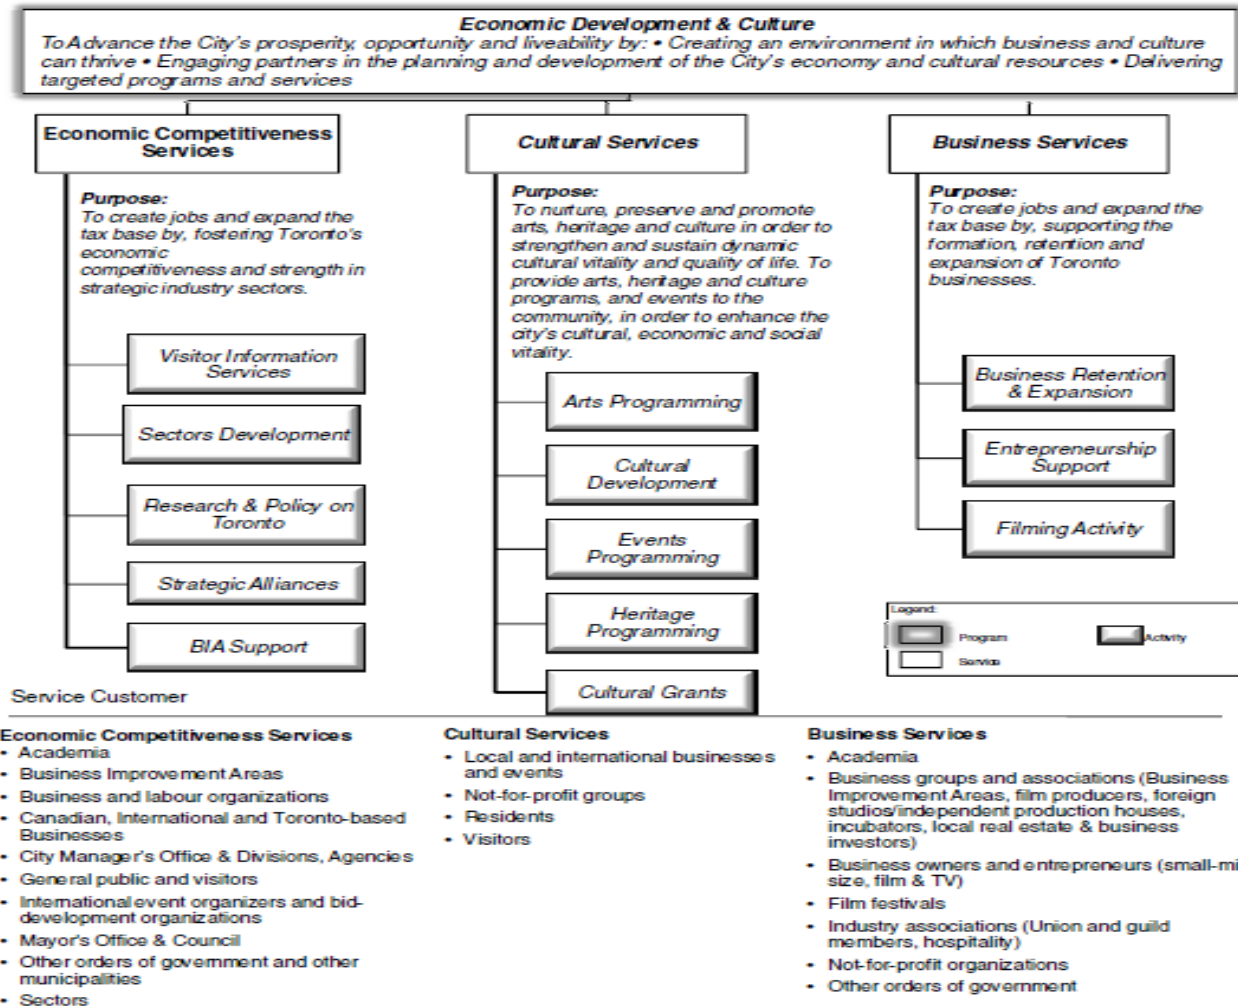 Economic Development & Culture
To Advance the City's prosperity, opportunity and liveability by: • Creating an environment in which business and culture
can thrive • Engaging partners in the planning and development of the City's economy and cultural resources • Delivering
targeted programs and services
Economic Competitiveness
Services
Purpose:
To create jobs and expand the
tax base by, fostering Toronto's
economic
competitiveness and strength in
strategic industry sectors.
Visitor Information
Services
Sectors Development
Research & Policy on
Toronto
Strategic Alliances
BIA Support
Cultural Services
Purpose:
To nurture, preserve and promote
arts, heritage and culture in order to
strengthen and sustain dynamic
cultural vitality and quality of life. To
provide arts, heritage and culture
programs, and events to the
community, in order to enhance the
city's cultural, economic and social
vitality.
Arts Programming
Cultural
Development
Events
Programming
Heritage
Programming
Cultural Grants
Business Services
Purpose:
To create jobs and expand the
tax base by, supporting the
formation, retention and
expansion of Toronto
businesses.
Business Retention
& Expansion
Entrepreneurship
Support
Filming Activity
Legend:
Program
Activity
Service
Service Customer
Economic Competitiveness Services
• Academia
• Business Improvement Areas
• Business and labour organizations
• Canadian, International and Toronto-based
Businesses
• City Manager's Office & Divisions, Agencies
• General public and visitors
• International event organizers and bid-
development organizations
• Mayor's Office & Council
• Other orders of government and other
municipalities
• Sectors
Cultural Services
• Local and international businesses
and events
• Not-for-profit groups
• Residents
• Visitors
Business Services
• Academia
• Business groups and associations (Business
Improvement Areas, film producers, foreign
studios/independent production houses,
incubators, local real estate & business
investors)
• Business owners and entrepreneurs (small-mi
size, film & TV)
• Film festivals
• Industry associations (Union and guild
members, hospitality)
• Not-for-profit organizations
• Other orders of government